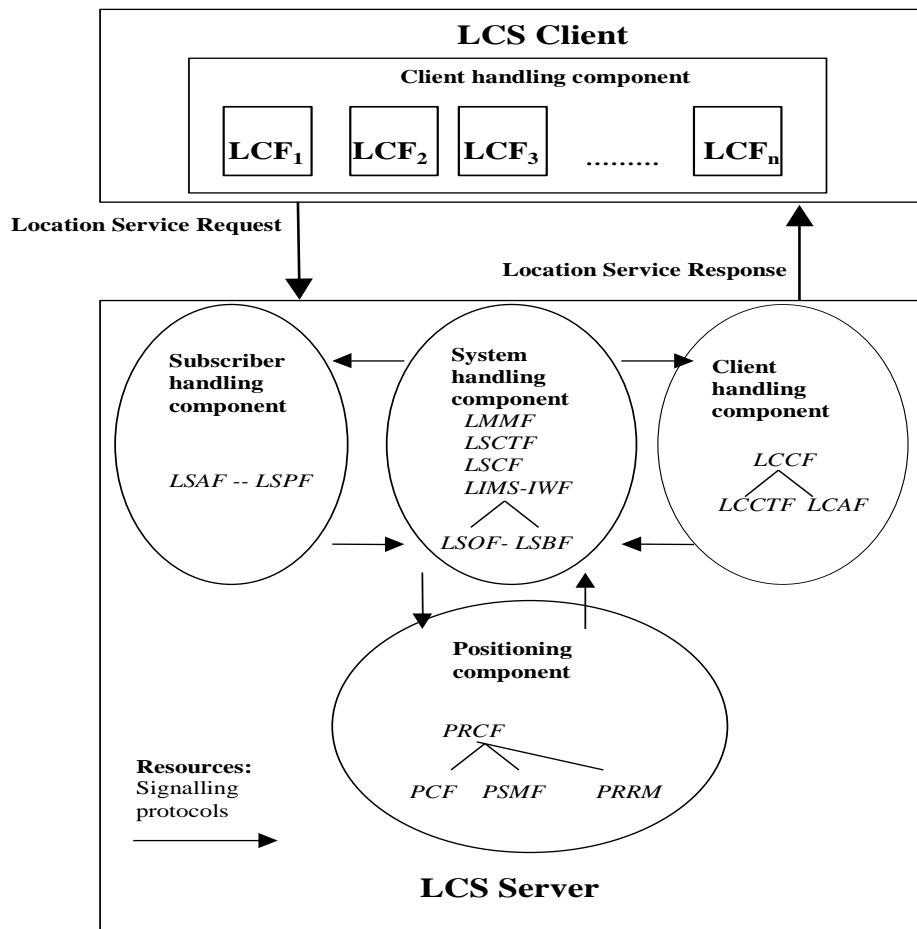 LCS Client
Client handling component
LCF1
LCF2
LCF3
.........
LCFn
Location Service Request
Location Service Response
Subscriber
handling
component
LSAF -- LSPF
System
handling
component
LMMF
LSCTF
LSCF
LIMS-IWF
LSOF- LSBF
Client
handling
component
LCCF
LCCTF LCAF
Positioning
component
PRCF
PCF PSMF PRRM
Resources:
Signalling
protocols
LCS Server